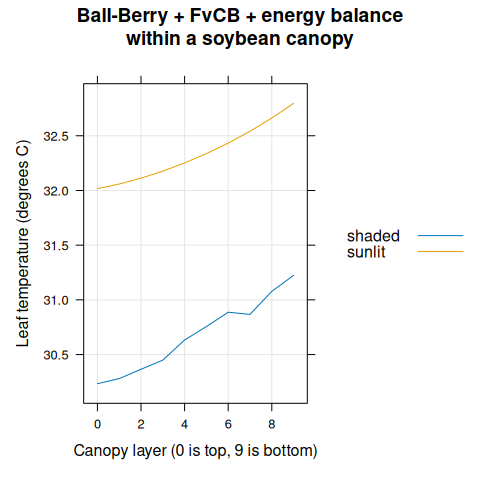 Ball-Berry + FvCB + energy balance
within a soybean canopy
Leaf temperature (degrees C)
32.5
32.0
31.5
31.0
30.5
0 2 4 6 8
Canopy layer (0 is top, 9 is bottom)
shaded
sunlit